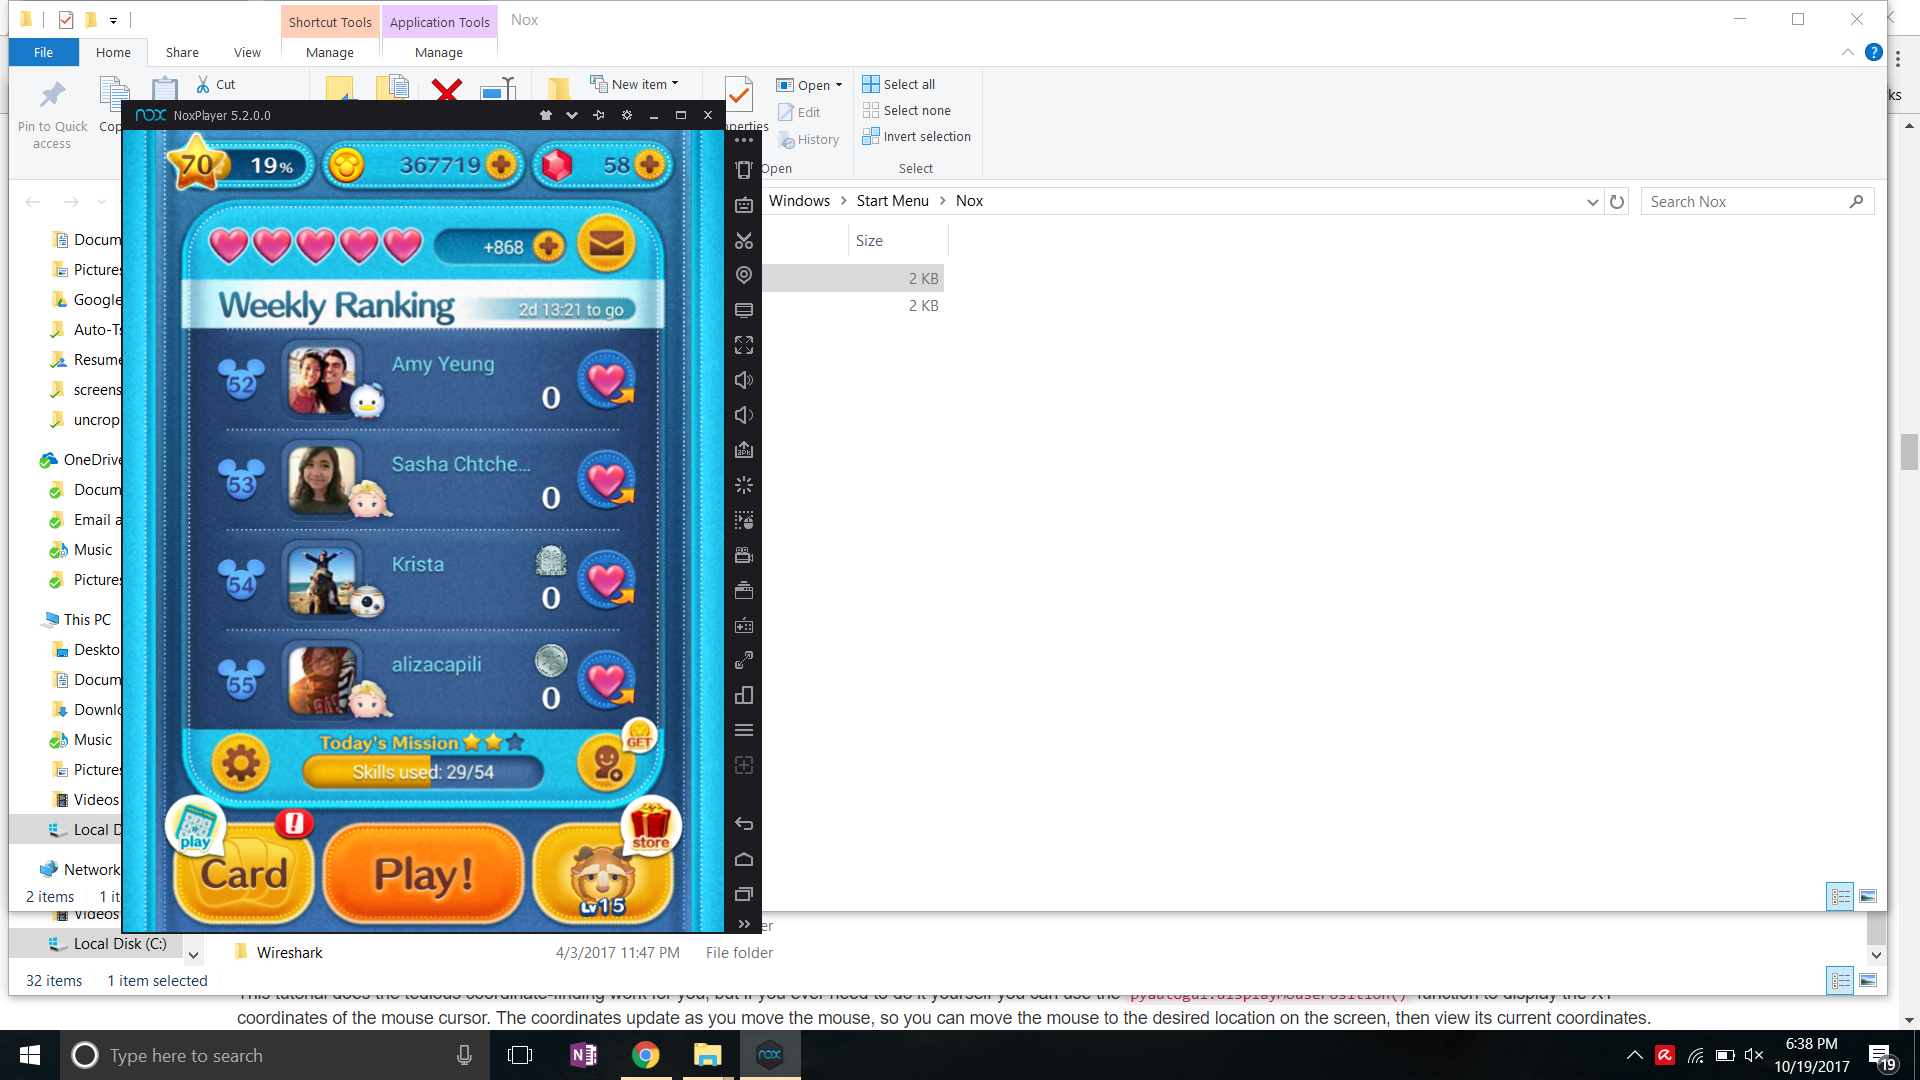 Shortcut Tools
Application Tools
Nox
File
Home
Share
View
Manage
Manage
Pin to Quick access
Cut
New item
Open
Edit
History
Open
Select all
Select none
Invert selection
Select
nox NoxPlayer 5.2.0.0
70 19% 367719 58
+868
Weekly Ranking 2d 13:21 to go
52 Amy Yeung 0
53 Sasha Chtche... 0
54 Krista 0
55 alizacapili 0
Today's Mission
GET
Skills used: 29/54
play
Card
Play!
store
Lv15
Windows > Start Menu > Nox
Search Nox
Size
2 KB
2 KB
Docum
Pictures
Google
Auto-Ts
Resume
screens
uncrop
OneDrive
Docum
Email a
Music
Pictures
This PC
Deskto
Docum
Downlo
Music
Pictures
Videos
Local D
Network
2 items 1 it
Videos
Local Disk (C:)
Wireshark 4/3/2017 11:47 PM File folder
32 items 1 item selected
coordinates of the mouse cursor. The coordinates update as you move the mouse, so you can move the mouse to the desired location on the screen, then view its current coordinates.
Type here to search
nox
6:38 PM
10/19/2017
19